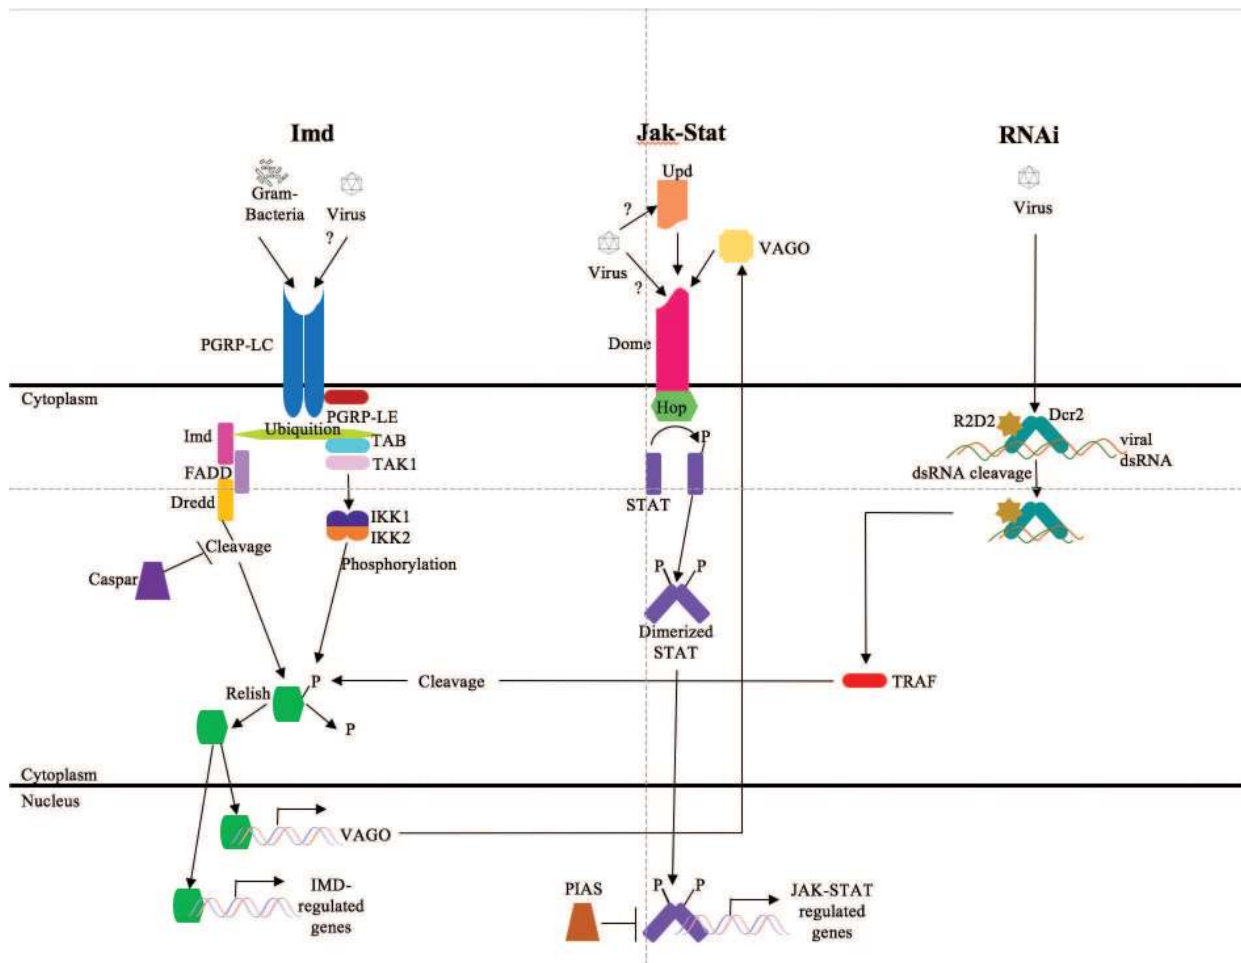 Imd
Jak-Stat
RNAi
Gram-
Bacteria
Virus
?
Upd
?
Virus
?
VAGO
Virus
PGRP-LC
Dome
Cytoplasm
PGRP-LE
Ubiquition
Imd
TAB
FADD
TAK1
Dredd
IKK1
IKK2
Cleavage
Phosphorylation
Caspar
Hop
P
STAT
P
P
Dimerized
STAT
R2D2
Dcr2
viral
dsRNA
dsRNA cleavage
Relish
P
P
Cleavage
TRAF
Cytoplasm
Nucleus
VAGO
IMD-
regulated
genes
PIAS
P
P
JAK-STAT
regulated
genes